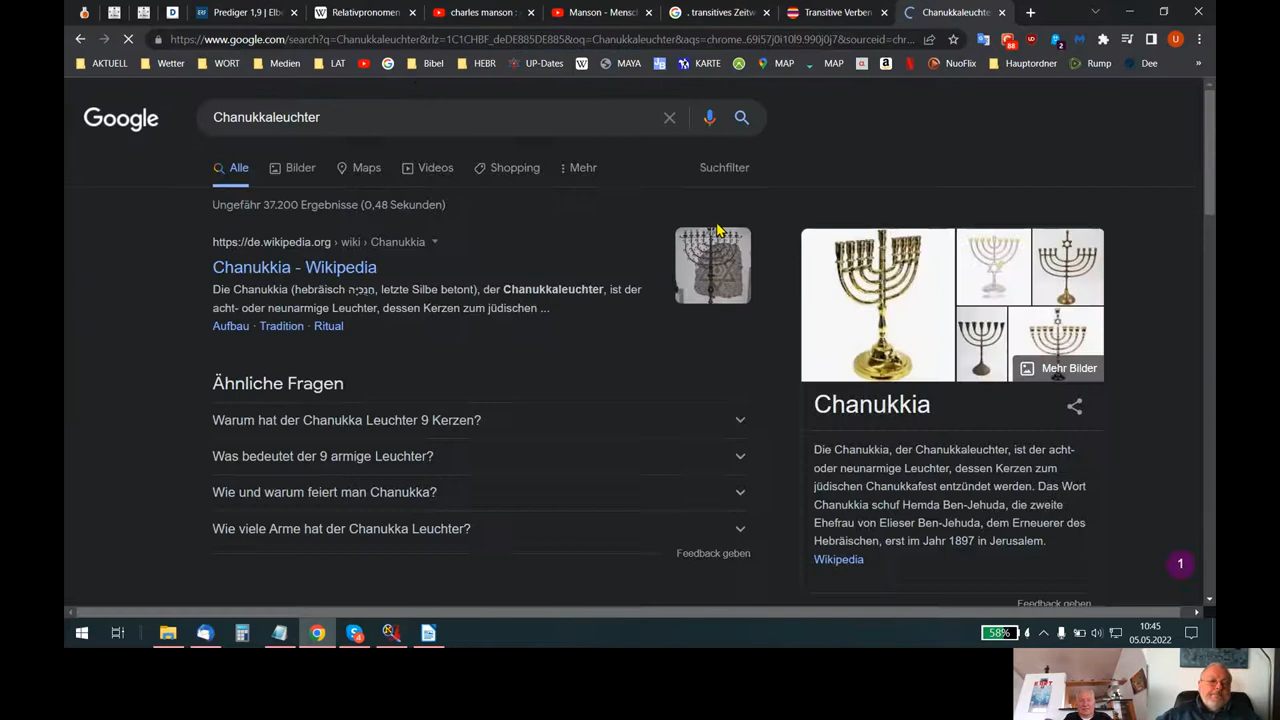 Prediger 1,9 | Elb
Relativpronomen
charles manson :
Manson - Mensc
. transitives Zeitw
Transitive Verben
Chanukkaleuchte
https://www.google.com/search?q=Chanukkaleuchter&rlz=1C1CHBF_deDE885DE885&oq=Chanukkaleuchter&aqs=chrome..69i57j0i10l9.990j0j7&sourceid=chr...
88
2
U
AKTUELL
Wetter
WORT
Medien
LAT
Bibel
HEBR
UP-Dates
MAYA
KARTE
MAP
MAP
NuoFlix
Hauptordner
Rump
Dee
»
Google
Chanukkaleuchter
Alle
Bilder
Maps
Videos
Shopping
Mehr
Suchfilter
Ungefähr 37.200 Ergebnisse (0,48 Sekunden)
https://de.wikipedia.org › wiki › Chanukkia
Chanukkia - Wikipedia
Die Chanukkia (hebräisch חֲנֻכִּיָּה, letzte Silbe betont), der Chanukkaleuchter, ist der
acht- oder neunarmige Leuchter, dessen Kerzen zum jüdischen ...
Aufbau · Tradition · Ritual
Ähnliche Fragen
Warum hat der Chanukka Leuchter 9 Kerzen?
Was bedeutet der 9 armige Leuchter?
Wie und warum feiert man Chanukka?
Wie viele Arme hat der Chanukka Leuchter?
Feedback geben
Mehr Bilder
Chanukkia
Die Chanukkia, der Chanukkaleuchter, ist der acht-
oder neunarmige Leuchter, dessen Kerzen zum
jüdischen Chanukkafest entzündet werden. Das Wort
Chanukkia schuf Hemda Ben-Jehuda, die zweite
Ehefrau von Elieser Ben-Jehuda, dem Erneuerer des
Hebräischen, erst im Jahr 1897 in Jerusalem.
Wikipedia
Feedback geben
1
58%
10:45
05.05.2022